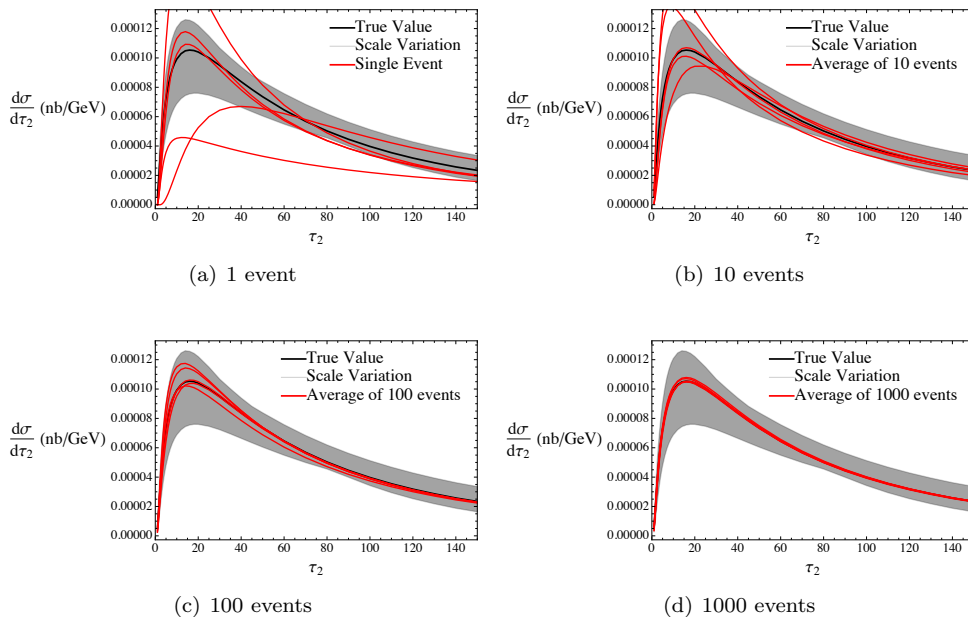 True Value
Scale Variation
Single Event
dσ/dτ2 (nb/GeV)
0.00012
0.00010
0.00008
0.00006
0.00004
0.00002
0.00000
0 20 40 60 80 100 120 140
τ2
(a) 1 event
True Value
Scale Variation
Average of 10 events
dσ/dτ2 (nb/GeV)
0.00012
0.00010
0.00008
0.00006
0.00004
0.00002
0.00000
0 20 40 60 80 100 120 140
τ2
(b) 10 events
True Value
Scale Variation
Average of 100 events
dσ/dτ2 (nb/GeV)
0.00012
0.00010
0.00008
0.00006
0.00004
0.00002
0.00000
0 20 40 60 80 100 120 140
τ2
(c) 100 events
True Value
Scale Variation
Average of 1000 events
dσ/dτ2 (nb/GeV)
0.00012
0.00010
0.00008
0.00006
0.00004
0.00002
0.00000
0 20 40 60 80 100 120 140
τ2
(d) 1000 events